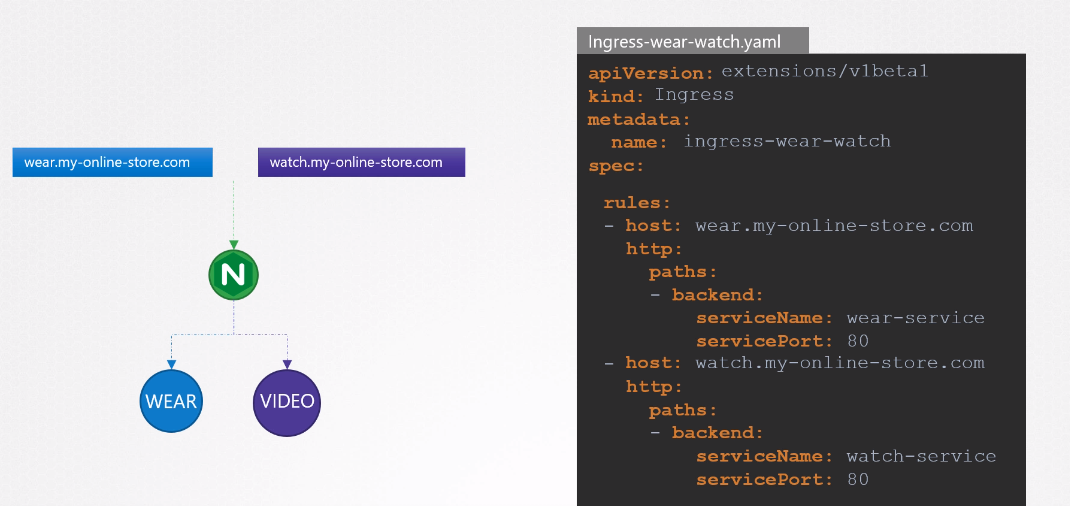 wear.my-online-store.com
watch.my-online-store.com
N
WEAR
VIDEO
Ingress-wear-watch.yaml
apiVersion: extensions/v1beta1
kind: Ingress
metadata:
  name: ingress-wear-watch
spec:
  rules:
  - host: wear.my-online-store.com
    http:
      paths:
      - backend:
          serviceName: wear-service
          servicePort: 80
  - host: watch.my-online-store.com
    http:
      paths:
      - backend:
          serviceName: watch-service
          servicePort: 80